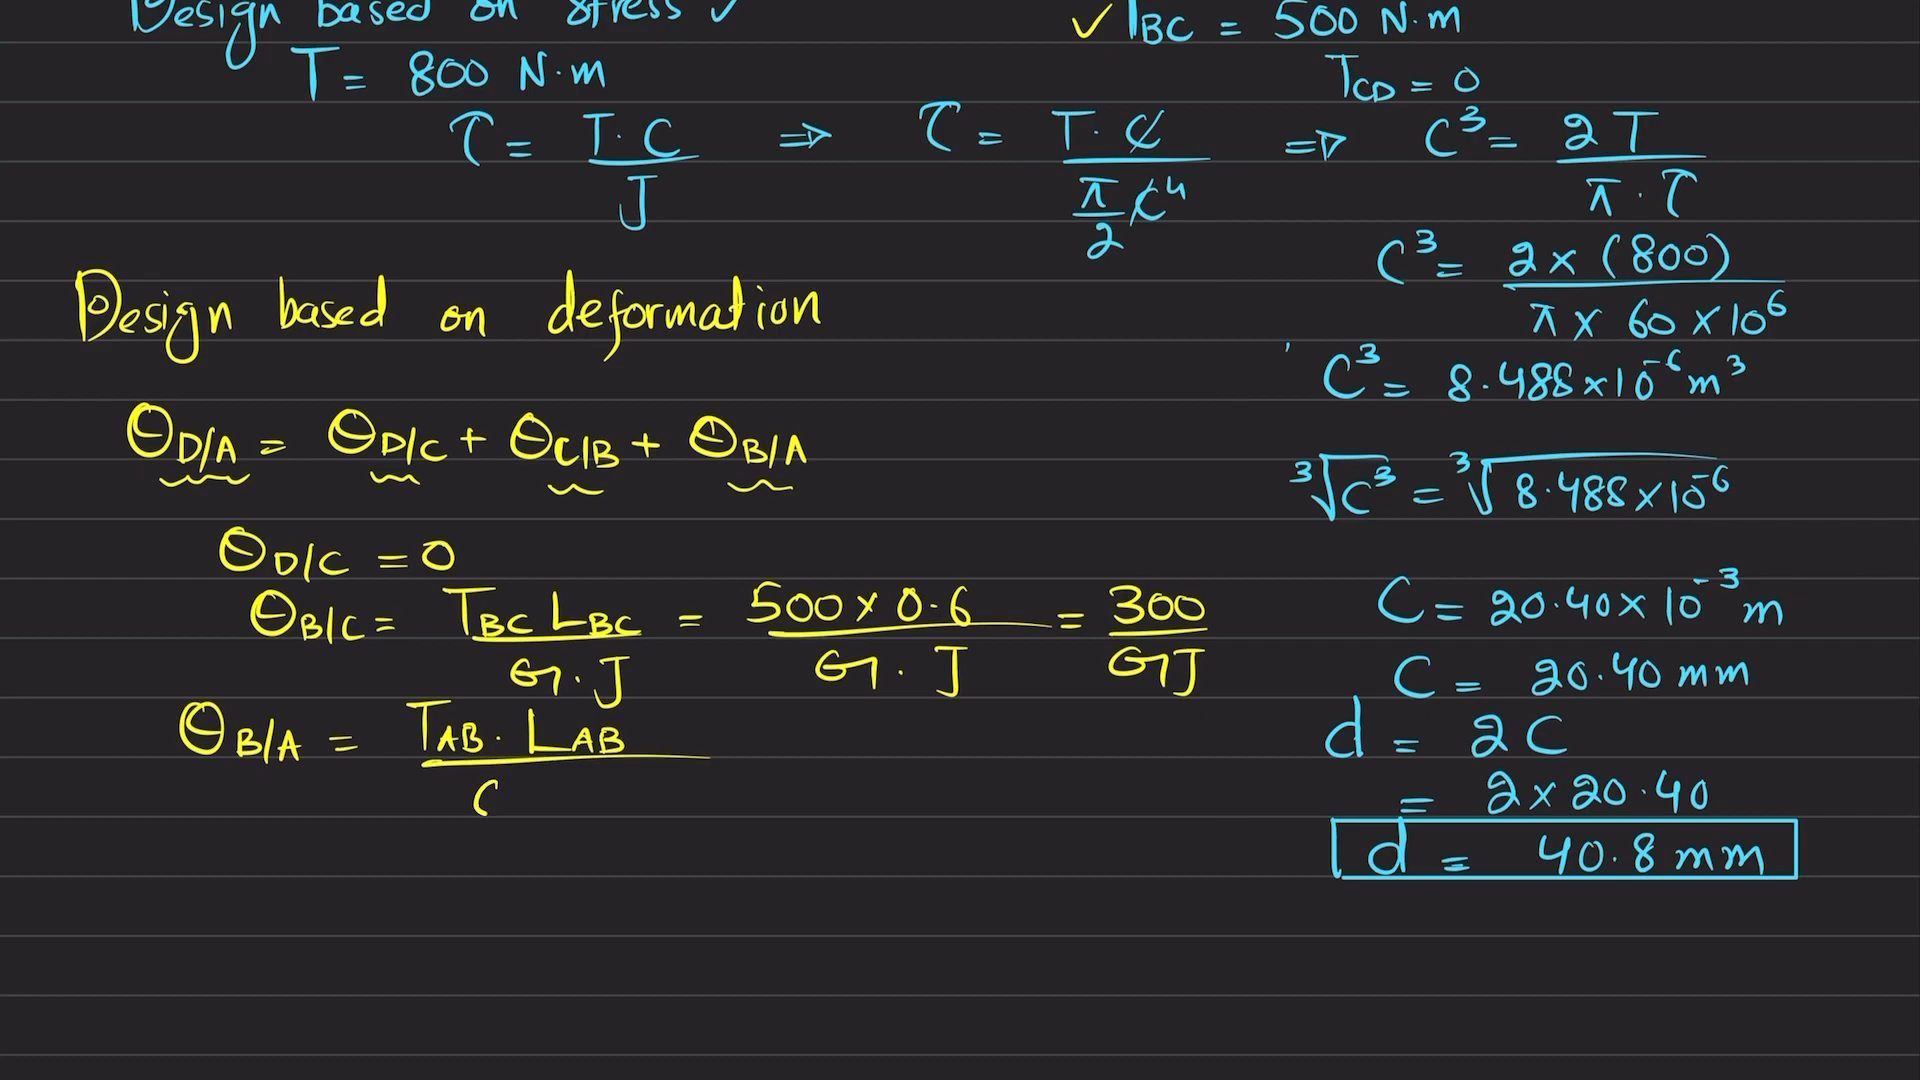 Design based on stress ✓
✓ T_BC = 500 N·m
T = 800 N·m
T_CD = 0
τ = T·C / J ⇒ τ = T·C / (π/2 C⁴) ⇒ C³ = 2T / (π·τ)
C³ = 2 × (800) / (π × 60 × 10⁶)
Design based on deformation
C³ = 8.488 × 10⁻⁶ m³
θ_D/A = θ_D/C + θ_C/B + θ_B/A
∛C³ = ∛8.488 × 10⁻⁶
θ_D/C = 0
θ_B/C = T_BC L_BC / G·J = 500 × 0.6 / G·J = 300 / GJ
C = 20.40 × 10⁻³ m
C = 20.40 mm
θ_B/A = T_AB · L_AB / (
d = 2C
= 2 × 20.40
d = 40.8 mm